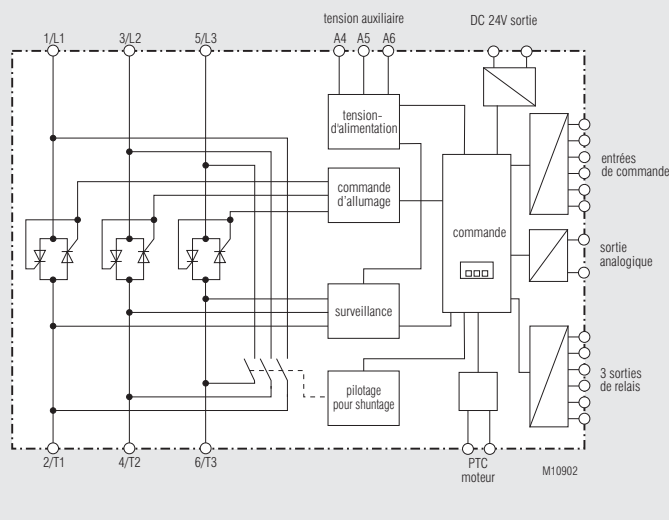 tension auxiliaire
DC 24V sortie
1/L1
3/L2
5/L3
A4
A5
A6
tension-
d'alimentation
entrées
de commande
commande
d'allumage
commande
sortie
analogique
surveillance
pilotage
pour shuntage
3 sorties
de relais
2/T1
4/T2
6/T3
PTC
moteur
M10902